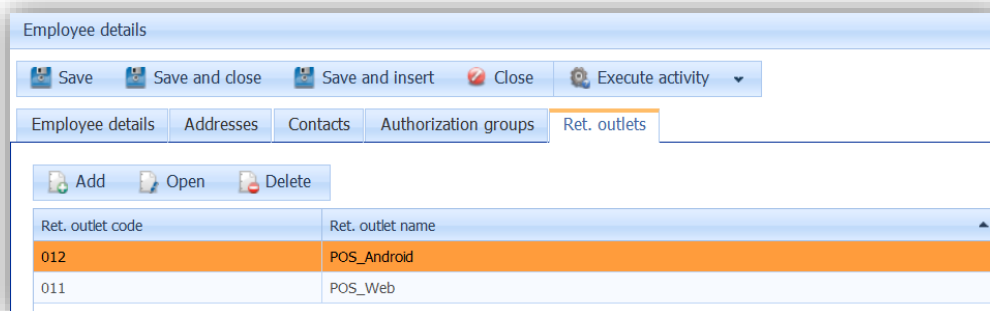 Employee details
Save Save and close Save and insert Close Execute activity
Employee details Addresses Contacts Authorization groups Ret. outlets
Add Open Delete
Ret. outlet code Ret. outlet name
012 POS_Android
011 POS_Web